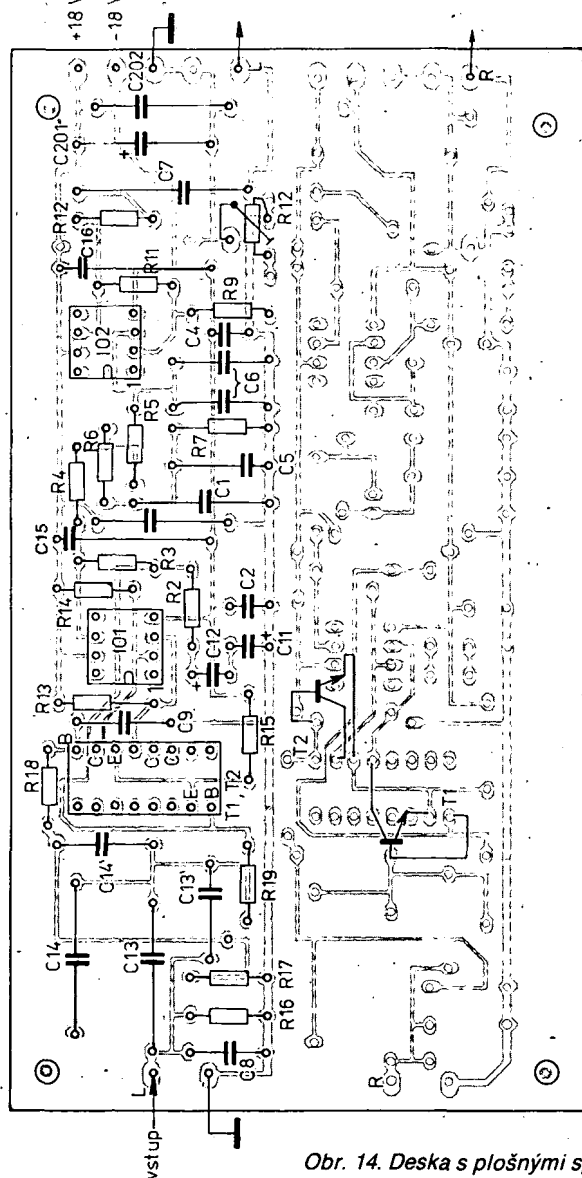 +18 V
-18 V
C202
C201
L
R
C7
R12
R12
C16
R11
R9
IO2
C4
C6
R5
R6
R7
R4
C5
C1
C15
R3
R14
R2
C2
IO1
C12
C11
R13
1
1
C9
B
C
E
C
C
E
B
R15
T1, T2
R18
T2
T1
C14'
C13'
R19
C14
C13
R17
R16
C8
L
R
vstup
Obr. 14. Deska s plošnými